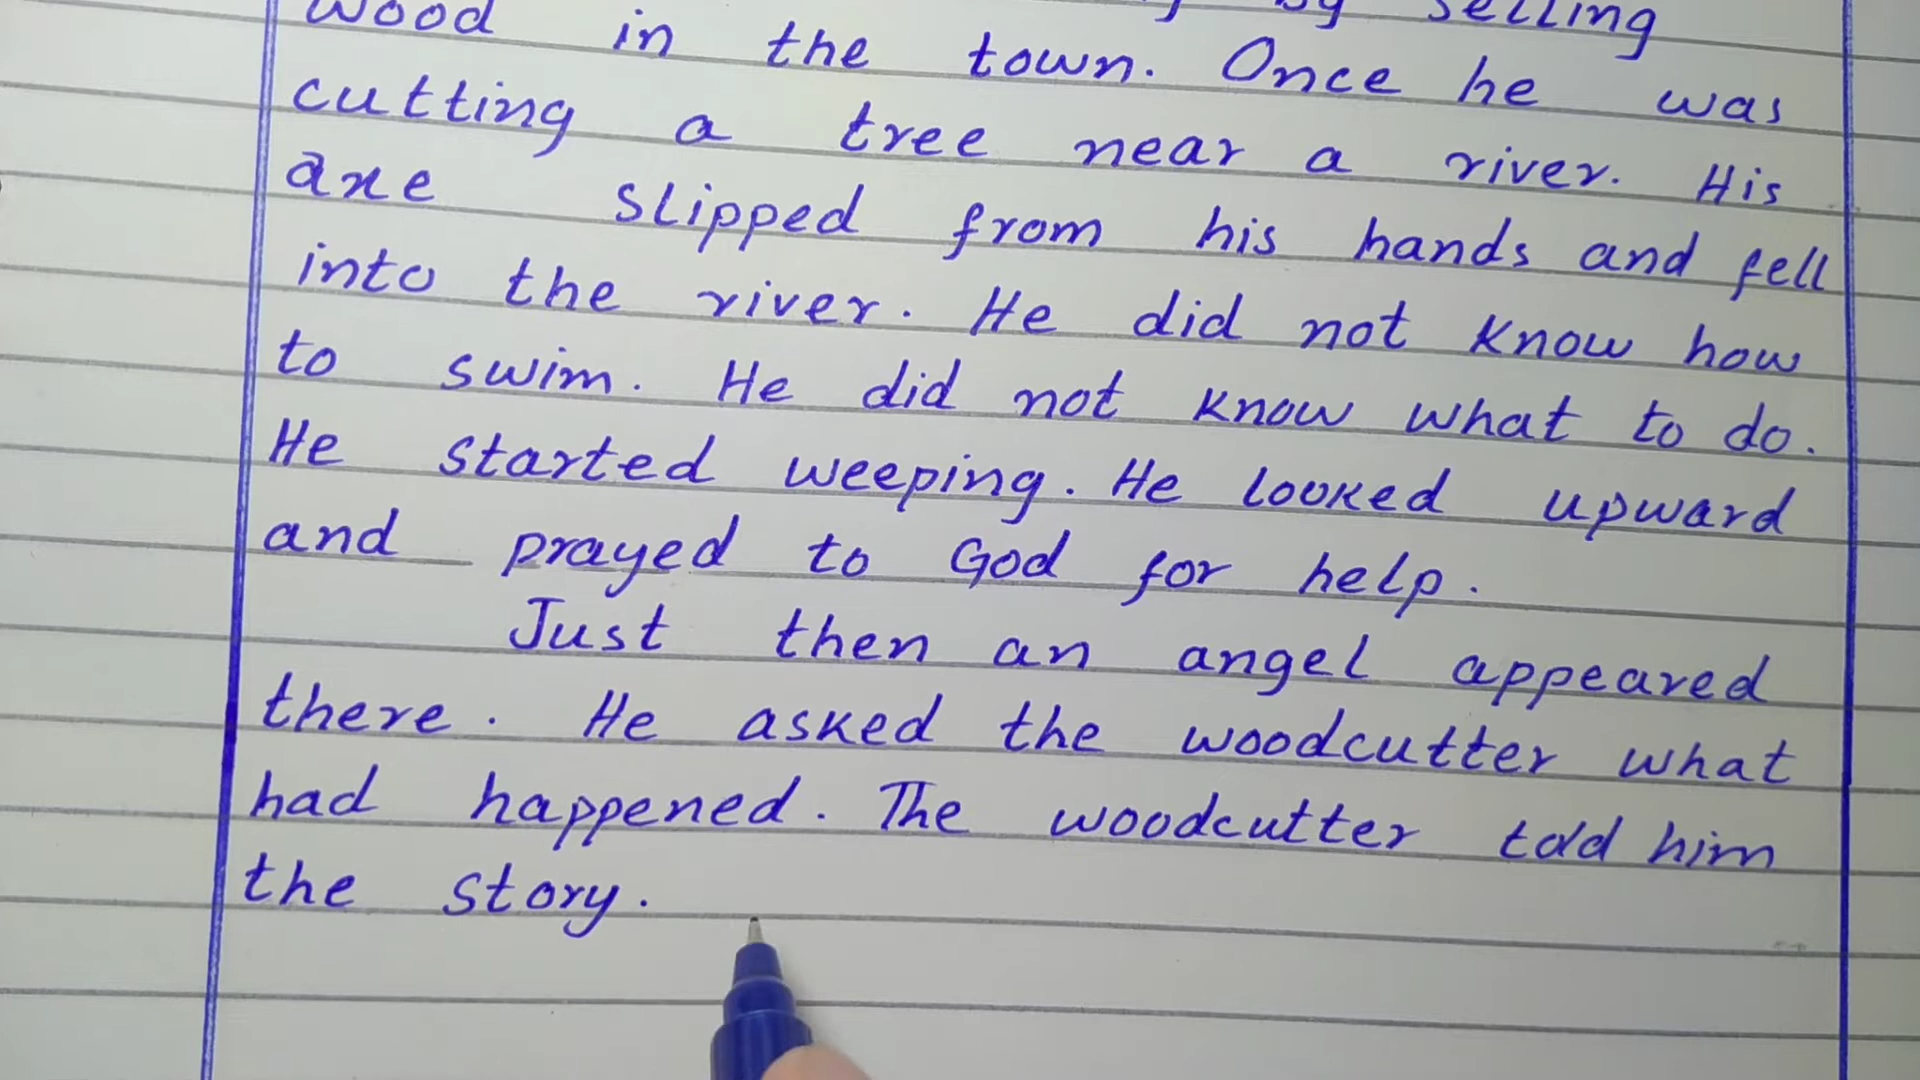 by selling
wood in the town. Once he was
cutting a tree near a river. His
axe slipped from his hands and fell
into the river. He did not know how
to swim. He did not know what to do.
He started weeping. He looked upward
and prayed to God for help.
Just then an angel appeared
there. He asked the woodcutter what
had happened. The woodcutter told him
the story.